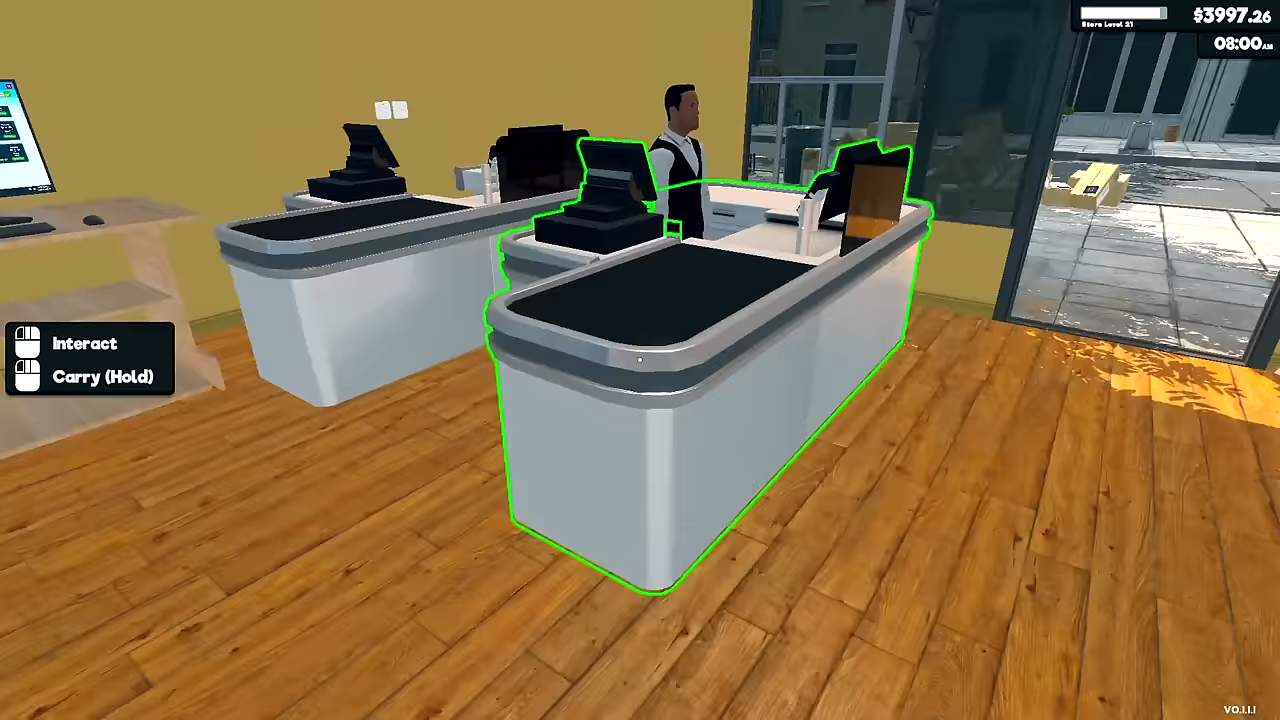 $3997.26
Store Level 21
08:00AM
Interact
Carry (Hold)
V0.1.1.1